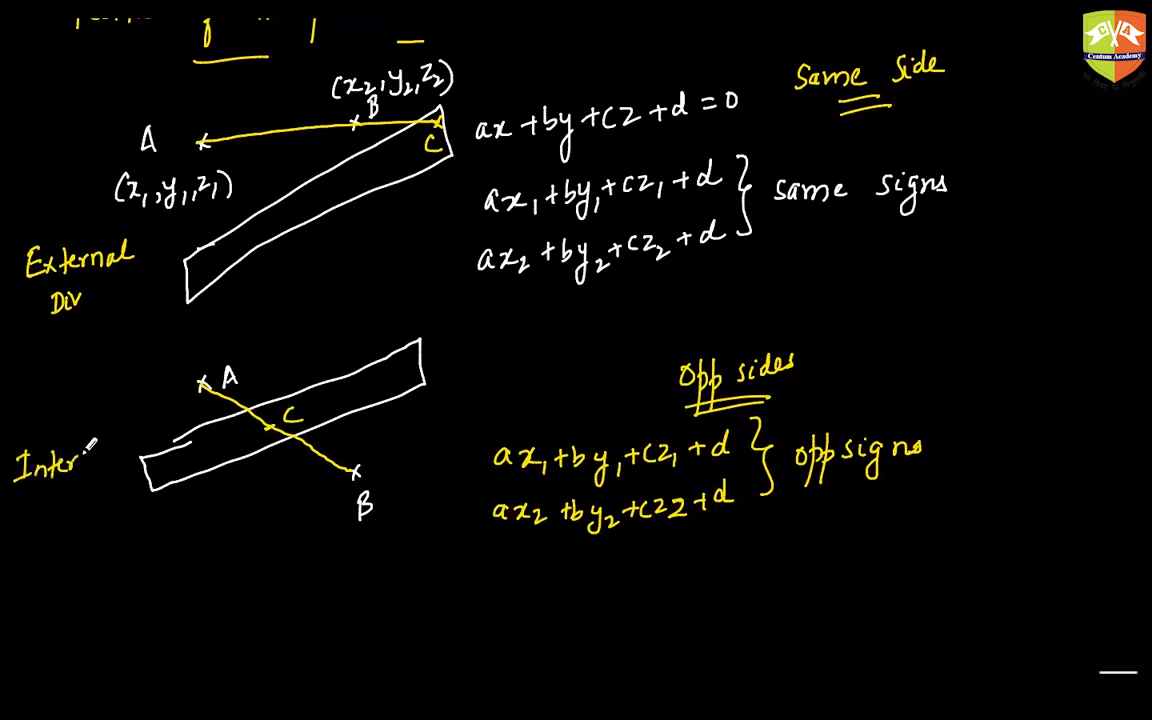 Same side
(x₂,y₂,z₂)
B
A
C
ax+by+cz+d=0
(x₁,y₁,z₁)
ax₁+by₁+cz₁+d } same signs
ax₂+by₂+cz₂+d
External
Div
Opp sides
A
C
Inter
B
ax₁+by₁+cz₁+d } opp signs
ax₂+by₂+cz2+d
C A
Centum Academy